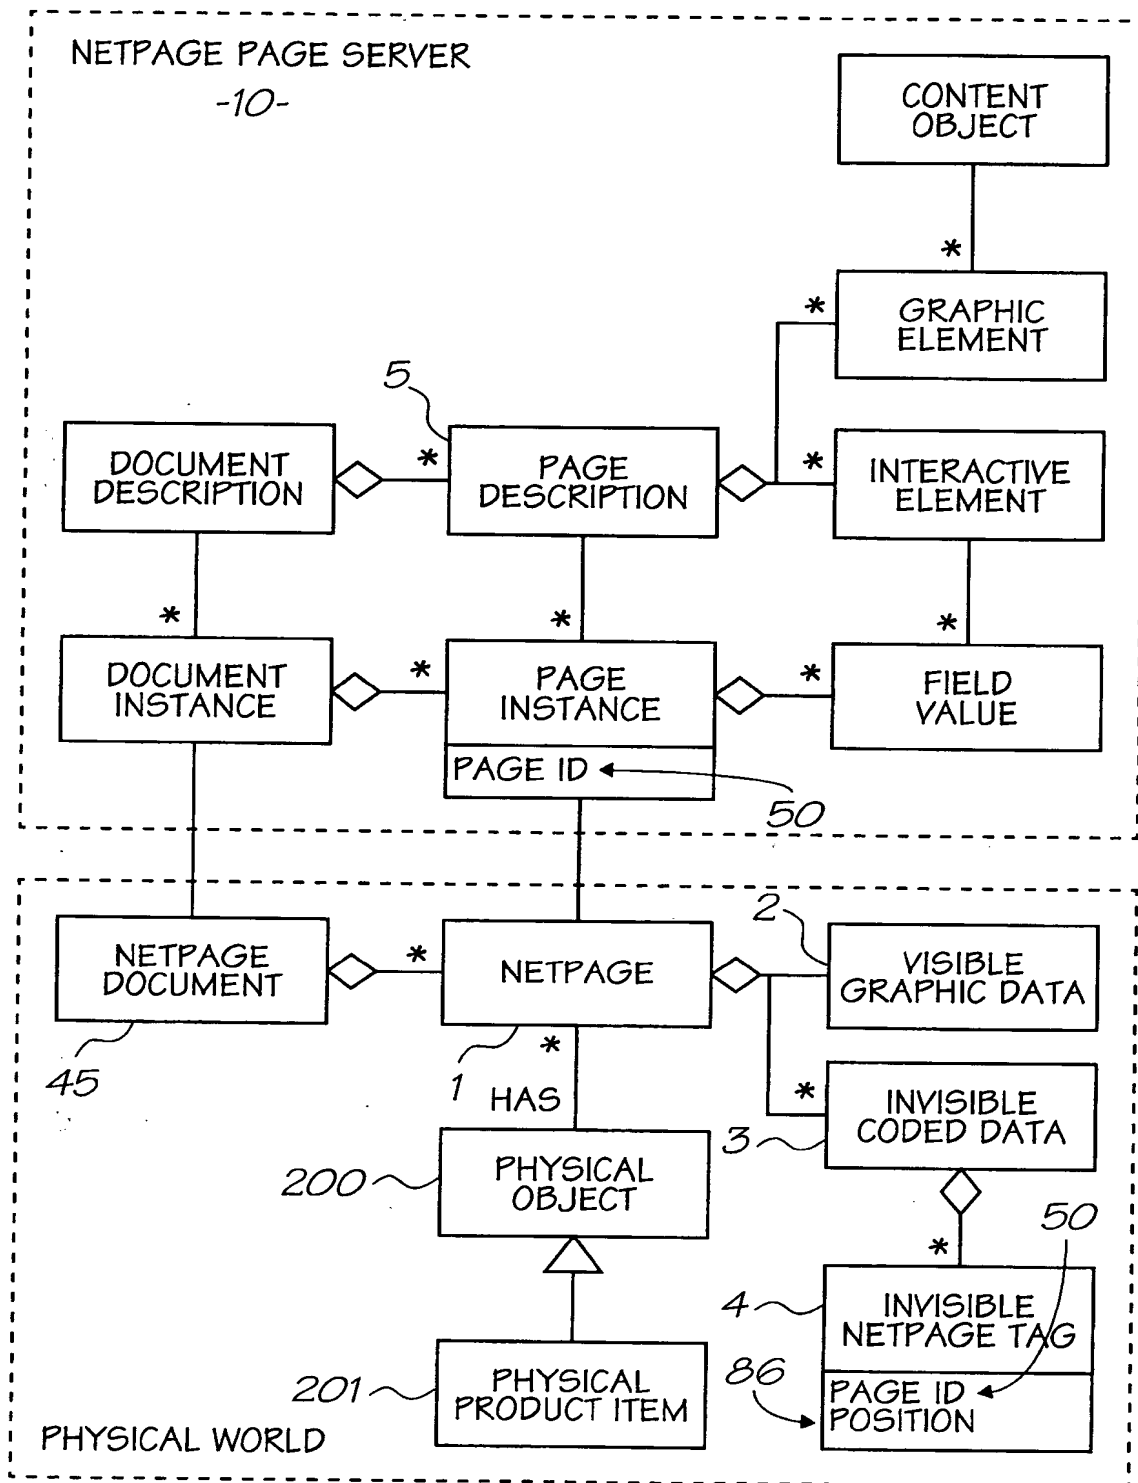 NETPAGE PAGE SERVER
-10-
CONTENT
OBJECT
*
GRAPHIC
ELEMENT
*
5
DOCUMENT
DESCRIPTION
*
PAGE
DESCRIPTION
*
INTERACTIVE
ELEMENT
*
*
*
DOCUMENT
INSTANCE
*
PAGE
INSTANCE
*
FIELD
VALUE
PAGE ID
50
2
NETPAGE
DOCUMENT
*
NETPAGE
VISIBLE
GRAPHIC DATA
45
1
*
HAS
*
INVISIBLE
CODED DATA
3
200
PHYSICAL
OBJECT
50
*
4
INVISIBLE
NETPAGE TAG
201
PHYSICAL
PRODUCT ITEM
86
PAGE ID
POSITION
PHYSICAL WORLD